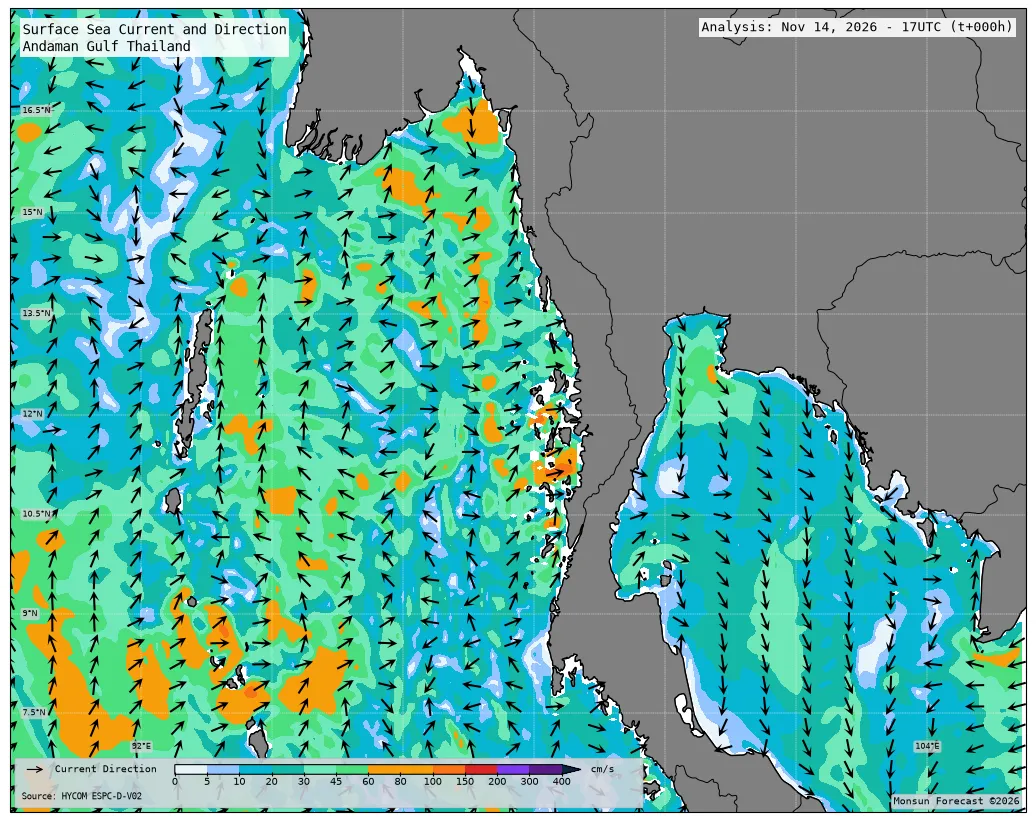 Surface Sea Current and Direction
Andaman Gulf Thailand
Analysis: Nov 14, 2026 - 17UTC (t+000h)
16.5°N
15°N
13.5°N
12°N
10.5°N
9°N
7.5°N
92°E
104°E
Current Direction
cm/s
0 5 10 20 30 45 60 80 100 150 200 300 400
Source: HYCOM ESPC-D-V02
Monsun Forecast ©2026